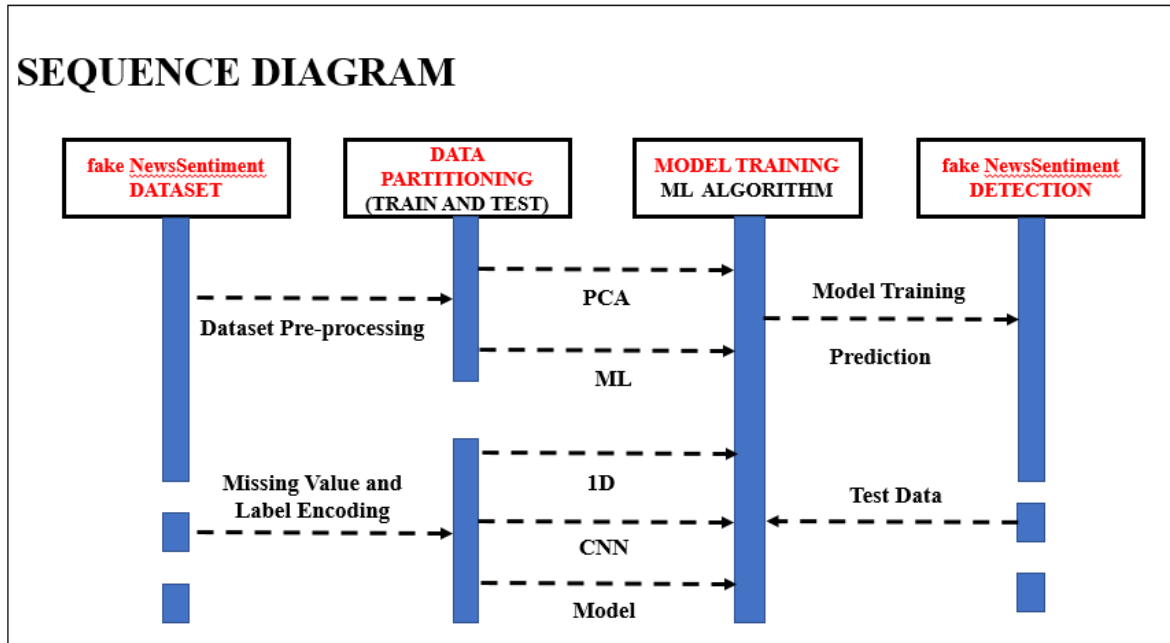 SEQUENCE DIAGRAM
fake NewsSentiment
DATASET
DATA
PARTITIONING
(TRAIN AND TEST)
MODEL TRAINING
ML ALGORITHM
fake NewsSentiment
DETECTION
PCA
Model Training
Dataset Pre-processing
Prediction
ML
Missing Value and
Label Encoding
1D
Test Data
CNN
Model